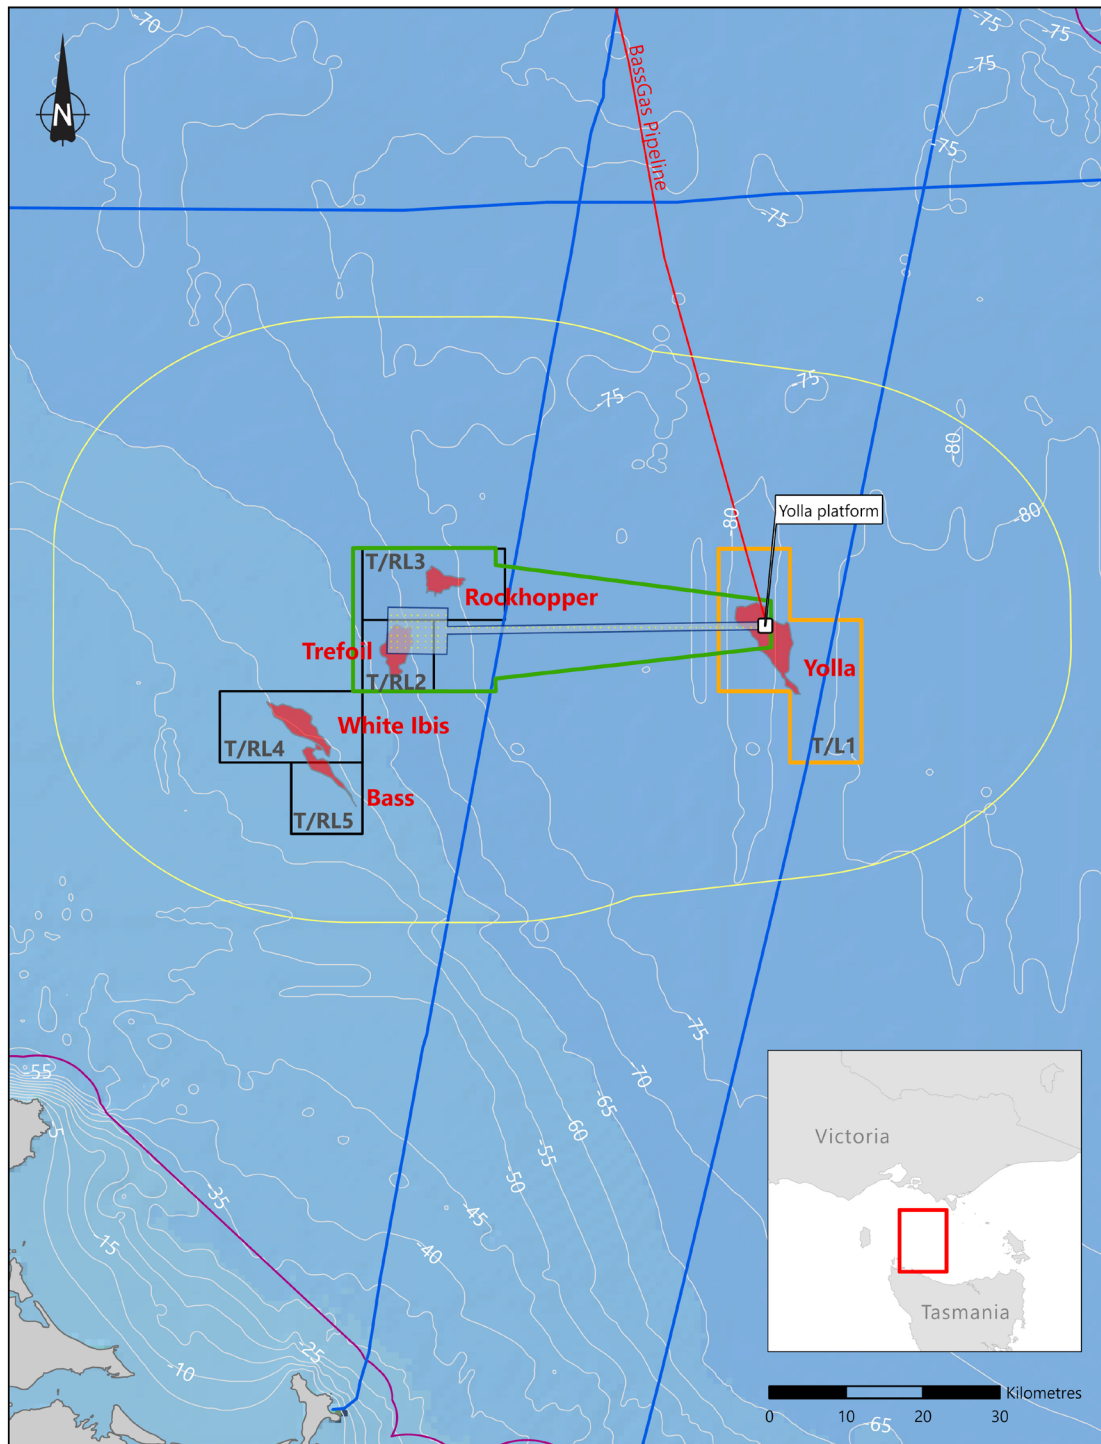 -70
-75
-75
-75
N
BassGas Pipeline
-75
-75
-75
-75
-80
-80
-80
Yolla platform
T/RL3
Rockhopper
Trefoil
T/RL2
Yolla
White Ibis
T/RL4
T/L1
Bass
T/RL5
-75
-55
-70
-65
-60
5
-55
-50
-35
-45
-40
-15
-25
-10
Victoria
Tasmania
Kilometres
0 10 20 30
-65